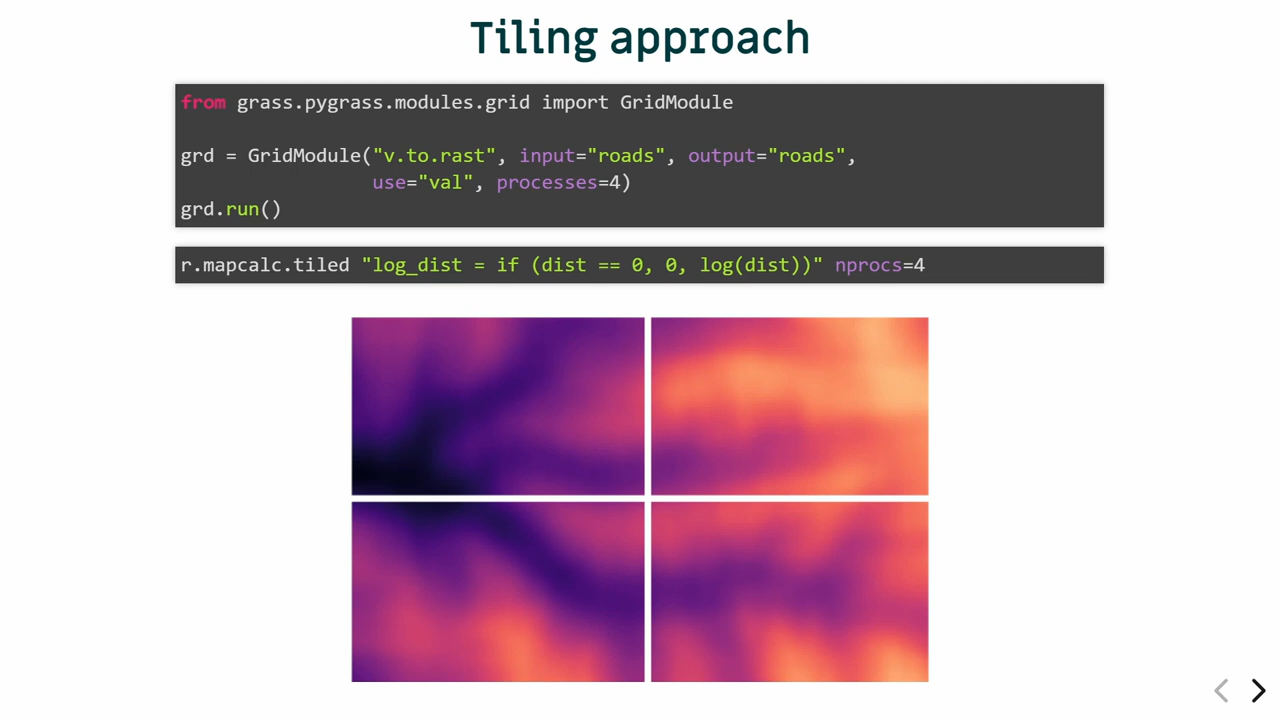 Tiling approach
from grass.pygrass.modules.grid import GridModule
grd = GridModule("v.to.rast", input="roads", output="roads",
use="val", processes=4)
grd.run()
r.mapcalc.tiled "log_dist = if (dist == 0, 0, log(dist))" nprocs=4